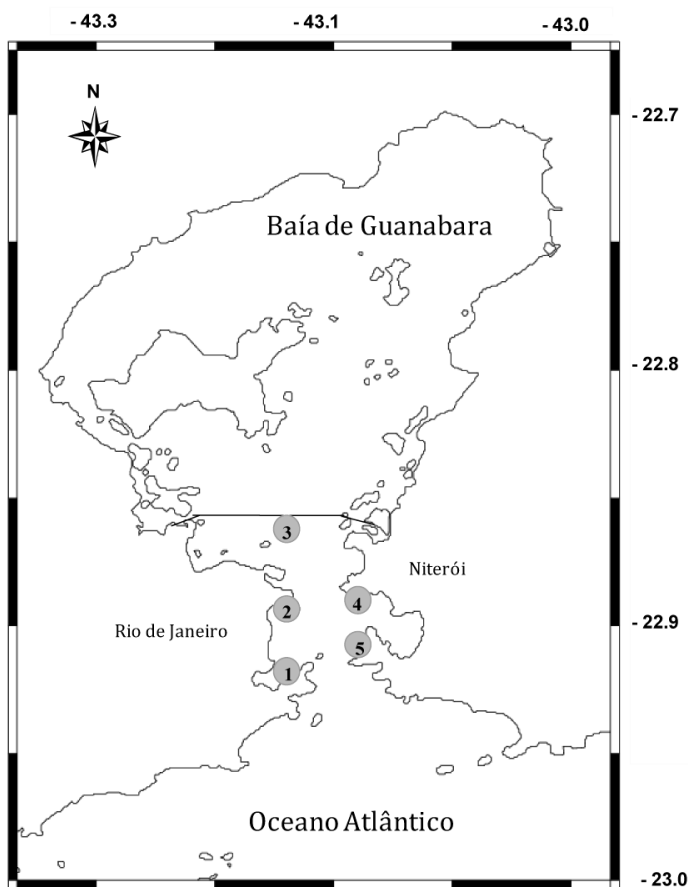 - 43.3
- 43.1
- 43.0
N
- 22.7
Baía de Guanabara
- 22.8
3
Niterói
4
2
Rio de Janeiro
- 22.9
5
1
Oceano Atlântico
- 23.0